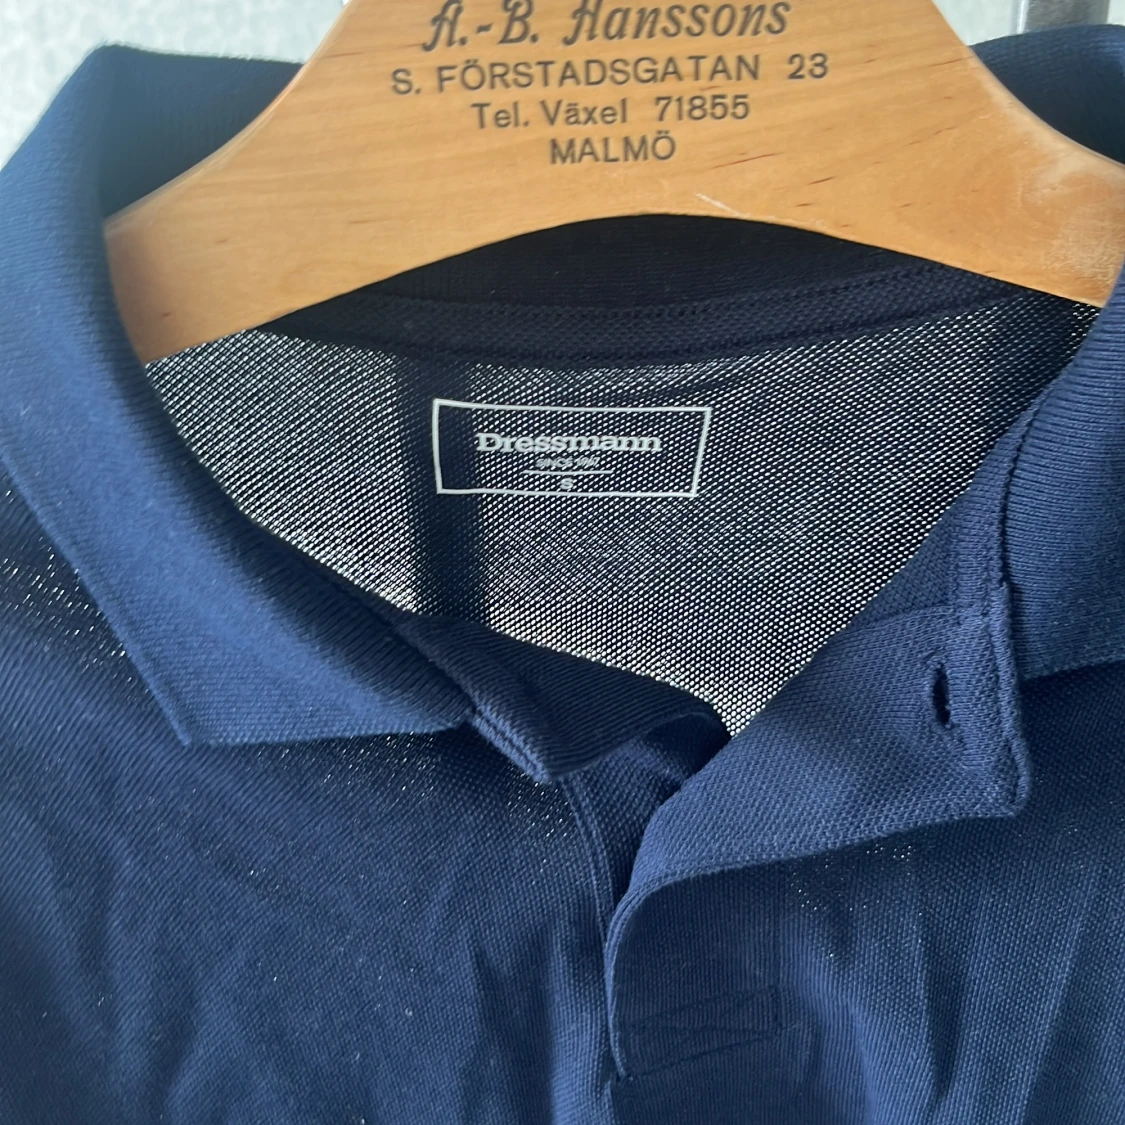 A.-B. Hanssons
S. FÖRSTADSGATAN 23
Tel. Växel 71855
MALMÖ
Dressmann
S